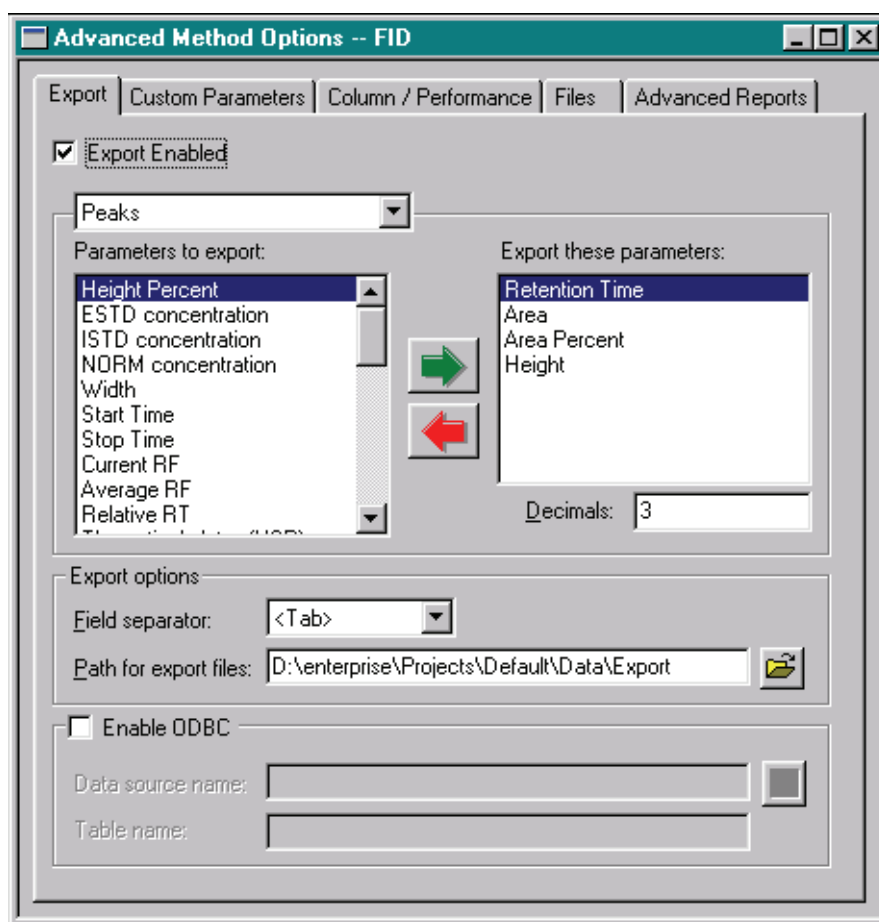 Advanced Method Options -- FID
Export
Custom Parameters
Column / Performance
Files
Advanced Reports
Export Enabled
Peaks
Parameters to export:
Height Percent
ESTD concentration
ISTD concentration
NORM concentration
Width
Start Time
Stop Time
Current RF
Average RF
Relative RT
Export these parameters:
Retention Time
Area
Area Percent
Height
Decimals: 3
Export options
Field separator: <Tab>
Path for export files: D:\enterprise\Projects\Default\Data\Export
Enable ODBC
Data source name:
Table name: